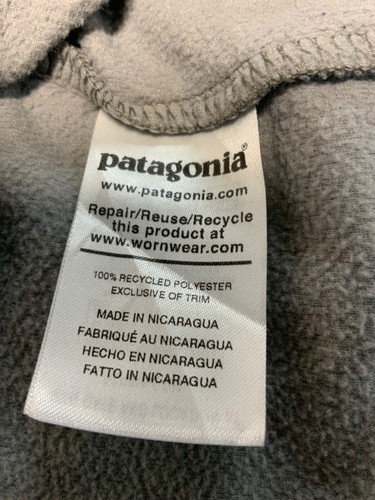 patagonia®
www.patagonia.com
Repair/Reuse/Recycle
this product at
www.wornwear.com
100% RECYCLED POLYESTER
EXCLUSIVE OF TRIM
MADE IN NICARAGUA
FABRIQUÉ AU NICARAGUA
HECHO EN NICARAGUA
FATTO IN NICARAGUA